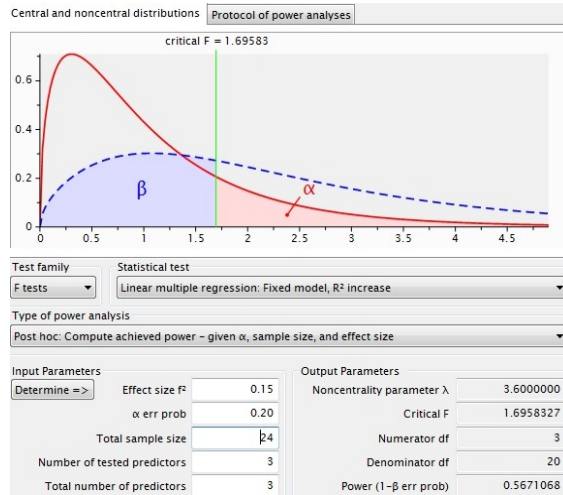 Central and noncentral distributions Protocol of power analyses
critical F = 1.69583
0.6
0.4
0.2
0
β
α
0 0.5 1 1.5 2 2.5 3 3.5 4 4.5
Test family Statistical test
F tests Linear multiple regression: Fixed model, R² increase
Type of power analysis
Post hoc: Compute achieved power – given α, sample size, and effect size
Input Parameters Output Parameters
Determine => Effect size f² 0.15 Noncentrality parameter λ 3.6000000
α err prob 0.20 Critical F 1.6958327
Total sample size 24 Numerator df 3
Number of tested predictors 3 Denominator df 20
Total number of predictors 3 Power (1-β err prob) 0.5671068